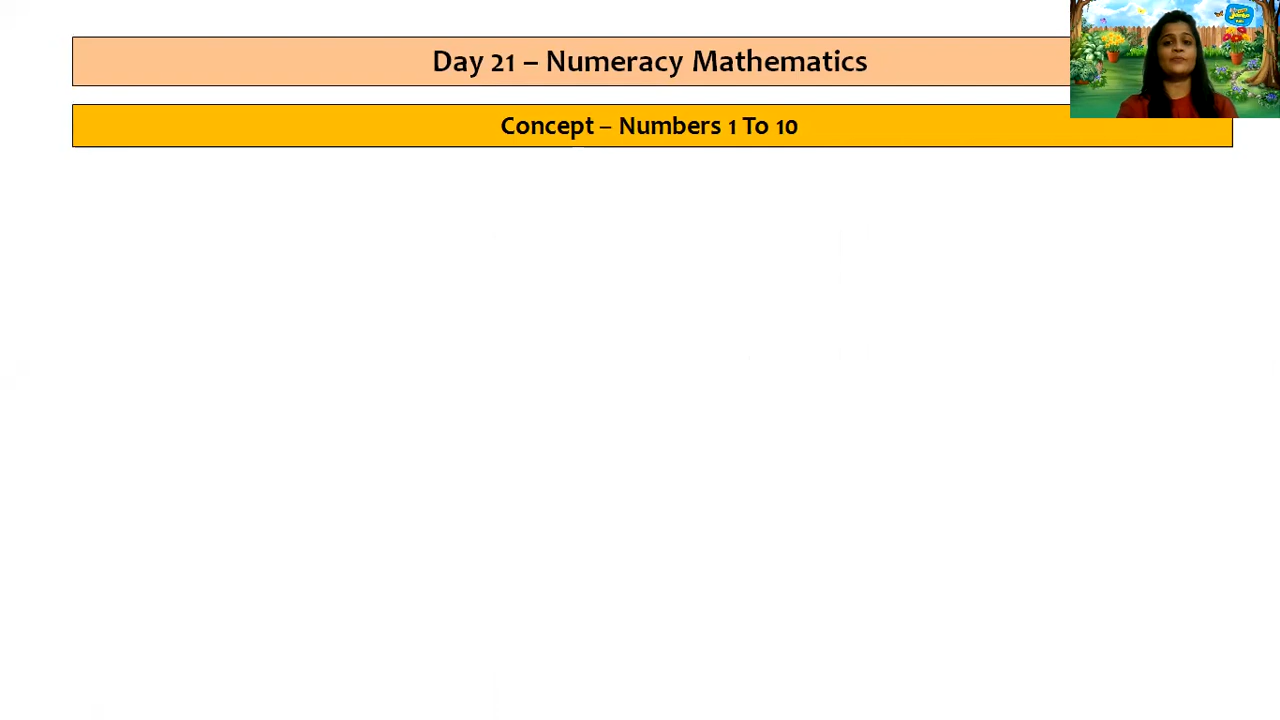 Day 21 – Numeracy Mathematics
Concept – Numbers 1 To 10